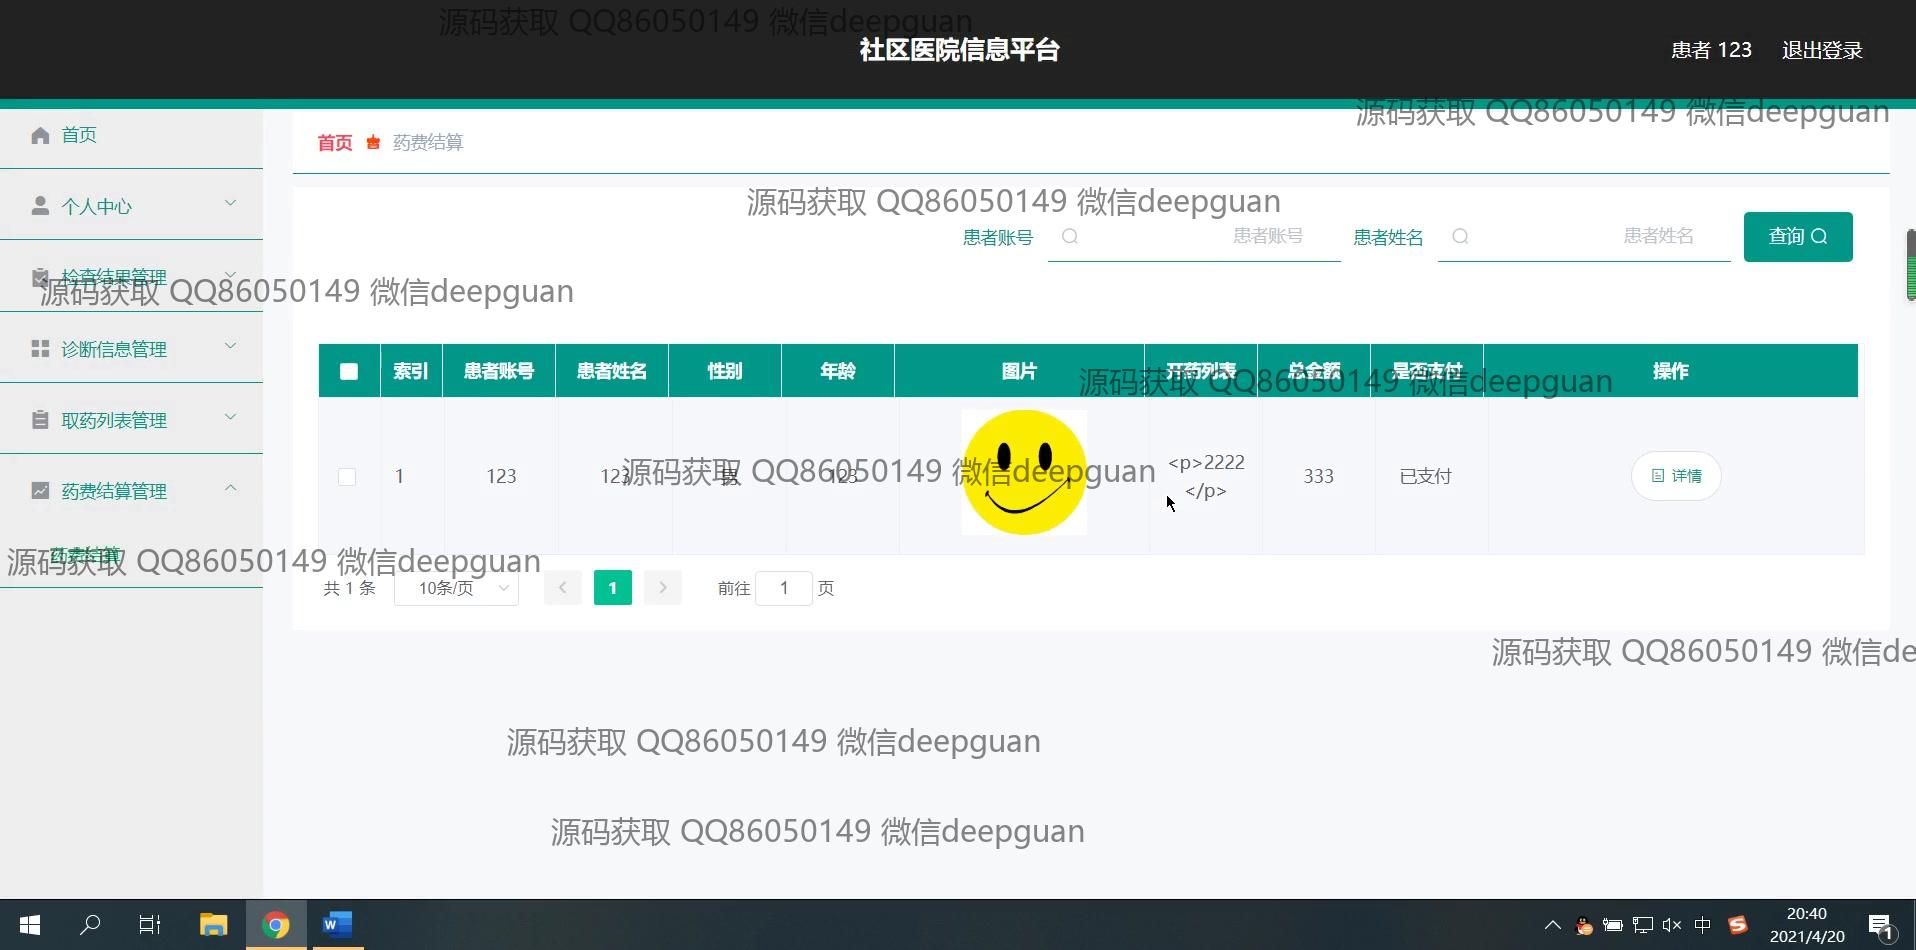 源码获取 QQ86050149 微信deepguan
社区医院信息平台
患者 123 退出登录
源码获取 QQ86050149 微信deepguan
首页
首页 药费结算
源码获取 QQ86050149 微信deepguan
个人中心
患者账号 患者账号 患者姓名 患者姓名 查询
检查结果管理
源码获取 QQ86050149 微信deepguan
诊断信息管理
索引 患者账号 患者姓名 性别 年龄 图片 开药列表 总金额 是否支付 操作
源码获取 QQ86050149 微信deepguan
取药列表管理
1 123 123 123 <p>2222 333 已支付 详情
</p>
源码获取 QQ86050149 微信deepguan
药费结算管理
药费结算
源码获取 QQ86050149 微信deepguan
共 1 条 10条/页 1 前往 1 页
源码获取 QQ86050149 微信de
源码获取 QQ86050149 微信deepguan
源码获取 QQ86050149 微信deepguan
中
20:40
2021/4/20
1